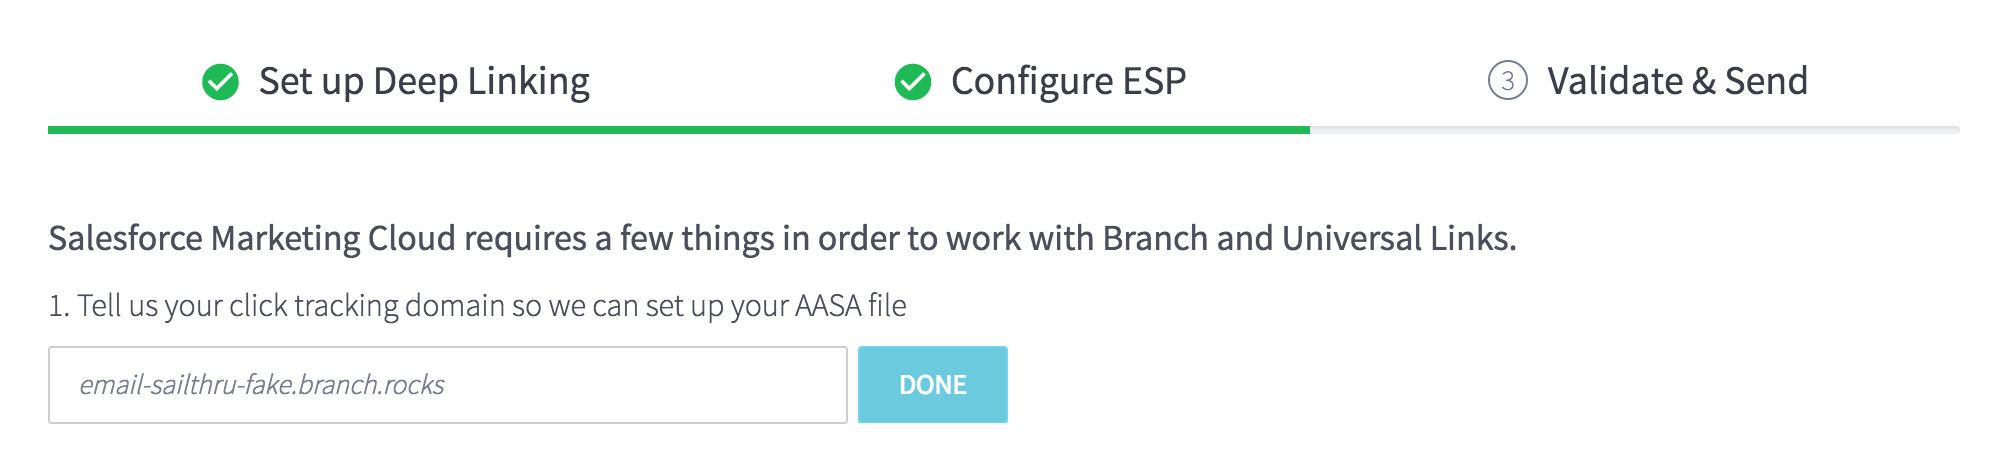 Set up Deep Linking
Configure ESP
3 Validate & Send
Salesforce Marketing Cloud requires a few things in order to work with Branch and Universal Links.
1. Tell us your click tracking domain so we can set up your AASA file
email-sailthru-fake.branch.rocks
DONE